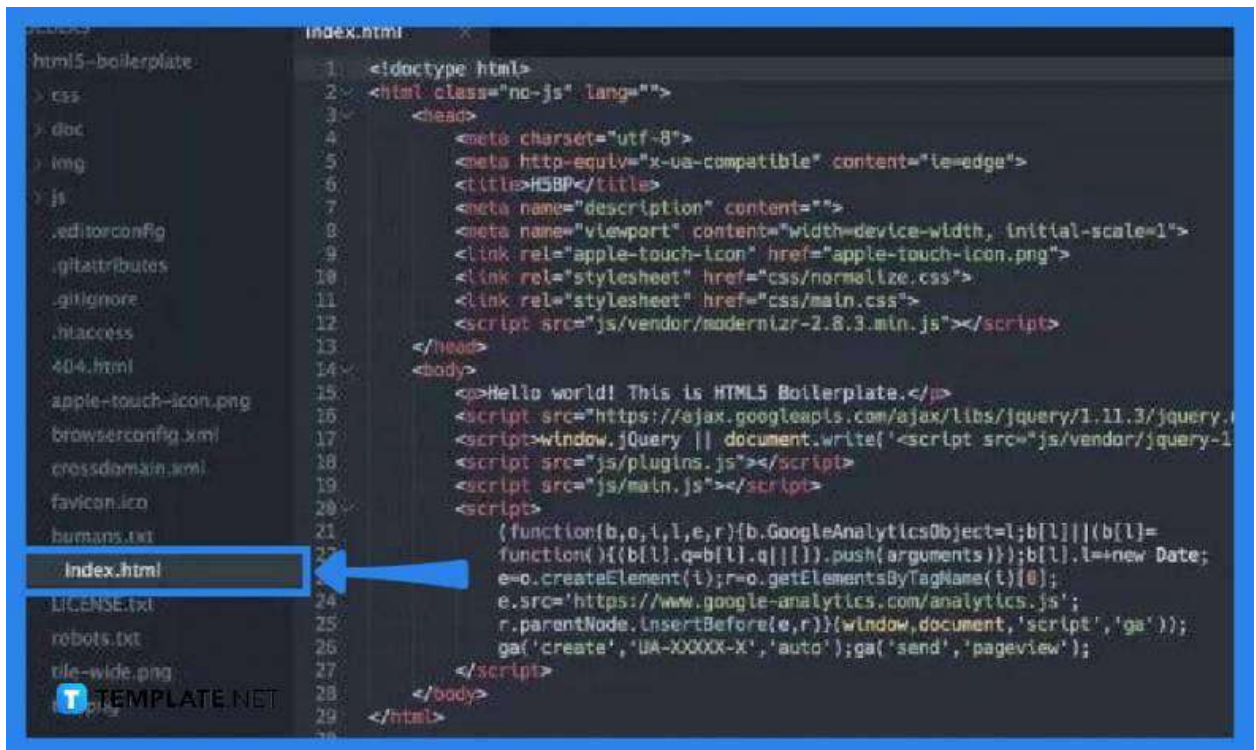 index.html
html5-boilerplate
css
doc
img
js
.editorconfig
.gitattributes
.gitignore
.htaccess
404.html
apple-touch-icon.png
browserconfig.xml
crossdomain.xml
favicon.ico
humans.txt
index.html
LICENSE.txt
robots.txt
tile-wide.png
T TEMPLATE.NET
1 <!doctype html>
2 <html class="no-js" lang="">
3 <head>
4 <meta charset="utf-8">
5 <meta http-equiv="x-ua-compatible" content="ie=edge">
6 <title>H5BP</title>
7 <meta name="description" content="">
8 <meta name="viewport" content="width=device-width, initial-scale=1">
9 <link rel="apple-touch-icon" href="apple-touch-icon.png">
10 <link rel="stylesheet" href="css/normalize.css">
11 <link rel="stylesheet" href="css/main.css">
12 <script src="js/vendor/modernizr-2.8.3.min.js"></script>
13 </head>
14 <body>
15 <p>Hello world! This is HTML5 Boilerplate.</p>
16 <script src="https://ajax.googleapis.com/ajax/libs/jquery/1.11.3/jquery.
17 <script>window.jQuery || document.write('<script src="js/vendor/jquery-1
18 <script src="js/plugins.js"></script>
19 <script src="js/main.js"></script>
20 <script>
21 (function(b,o,i,l,e,r){b.GoogleAnalyticsObject=l;b[l]||(b[l]=
22 function(){(b[l].q=b[l].q||[]).push(arguments)});b[l].l=+new Date;
e=o.createElement(i);r=o.getElementsByTagName(i)[0];
24 e.src='https://www.google-analytics.com/analytics.js';
25 r.parentNode.insertBefore(e,r)}(window,document,'script','ga'));
26 ga('create','UA-XXXXX-X','auto');ga('send','pageview');
27 </script>
28 </body>
29 </html>